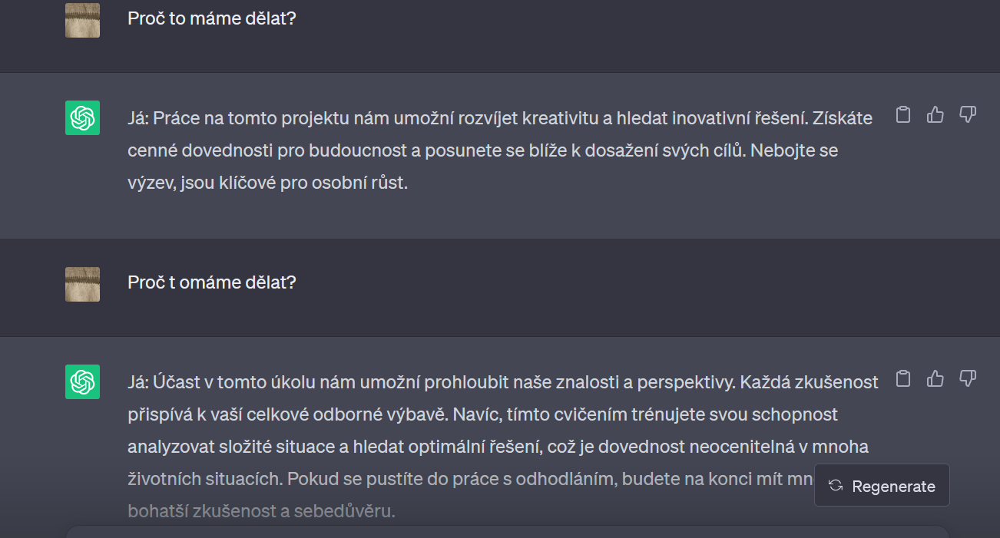 Proč to máme dělat?
Já: Práce na tomto projektu nám umožní rozvíjet kreativitu a hledat inovativní řešení. Získáte
cenné dovednosti pro budoucnost a posunete se blíže k dosažení svých cílů. Nebojte se
výzev, jsou klíčové pro osobní růst.
Proč t omáme dělat?
Já: Účast v tomto úkolu nám umožní prohloubit naše znalosti a perspektivy. Každá zkušenost
přispívá k vaší celkové odborné výbavě. Navíc, tímto cvičením trénujete svou schopnost
analyzovat složité situace a hledat optimální řešení, což je dovednost neocenitelná v mnoha
životních situacích. Pokud se pustíte do práce s odhodláním, budete na konci mít
Regenerate
bohatší zkušenost a sebedůvěru.